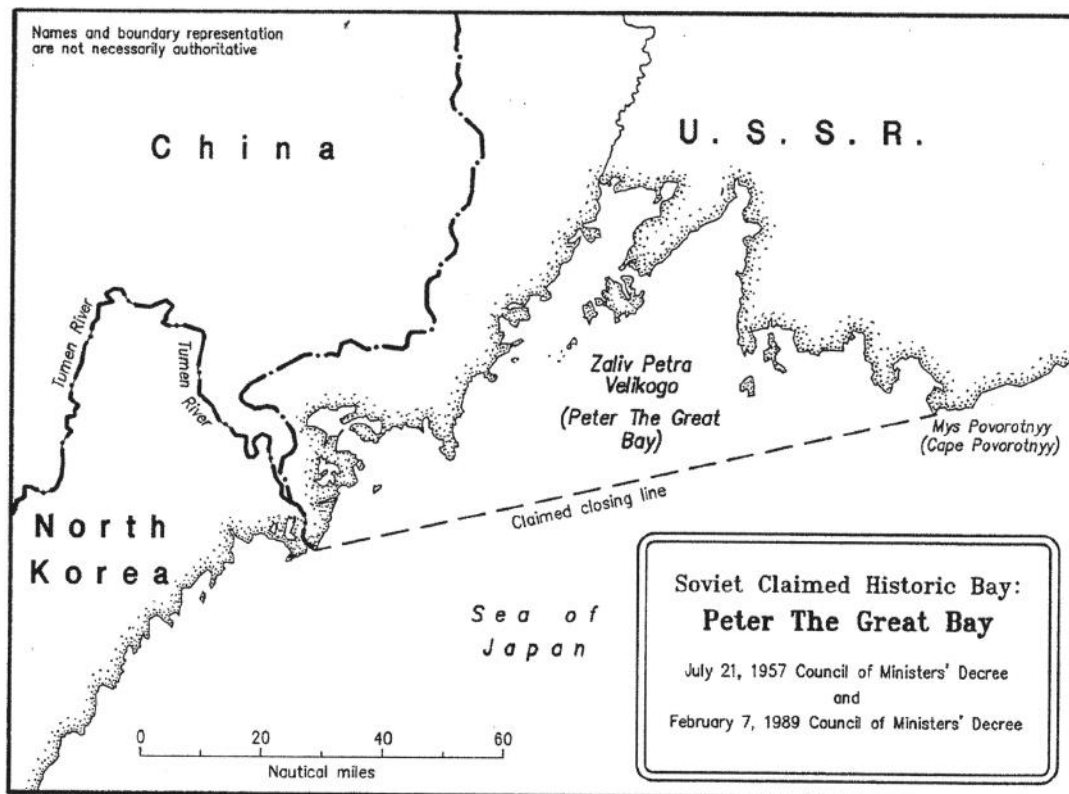 Names and boundary representation
are not necessarily authoritative
China
U.S.S.R.
Tumen River
Tumen
River
Zaliv Petra
Velikogo
(Peter The Great
Bay)
Mys Povorotnyy
(Cape Povorotnyy)
Claimed closing line
North
Korea
Sea of
Japan
Soviet Claimed Historic Bay:
Peter The Great Bay
July 21, 1957 Council of Ministers' Decree
and
February 7, 1989 Council of Ministers' Decree
0 20 40 60
Nautical miles